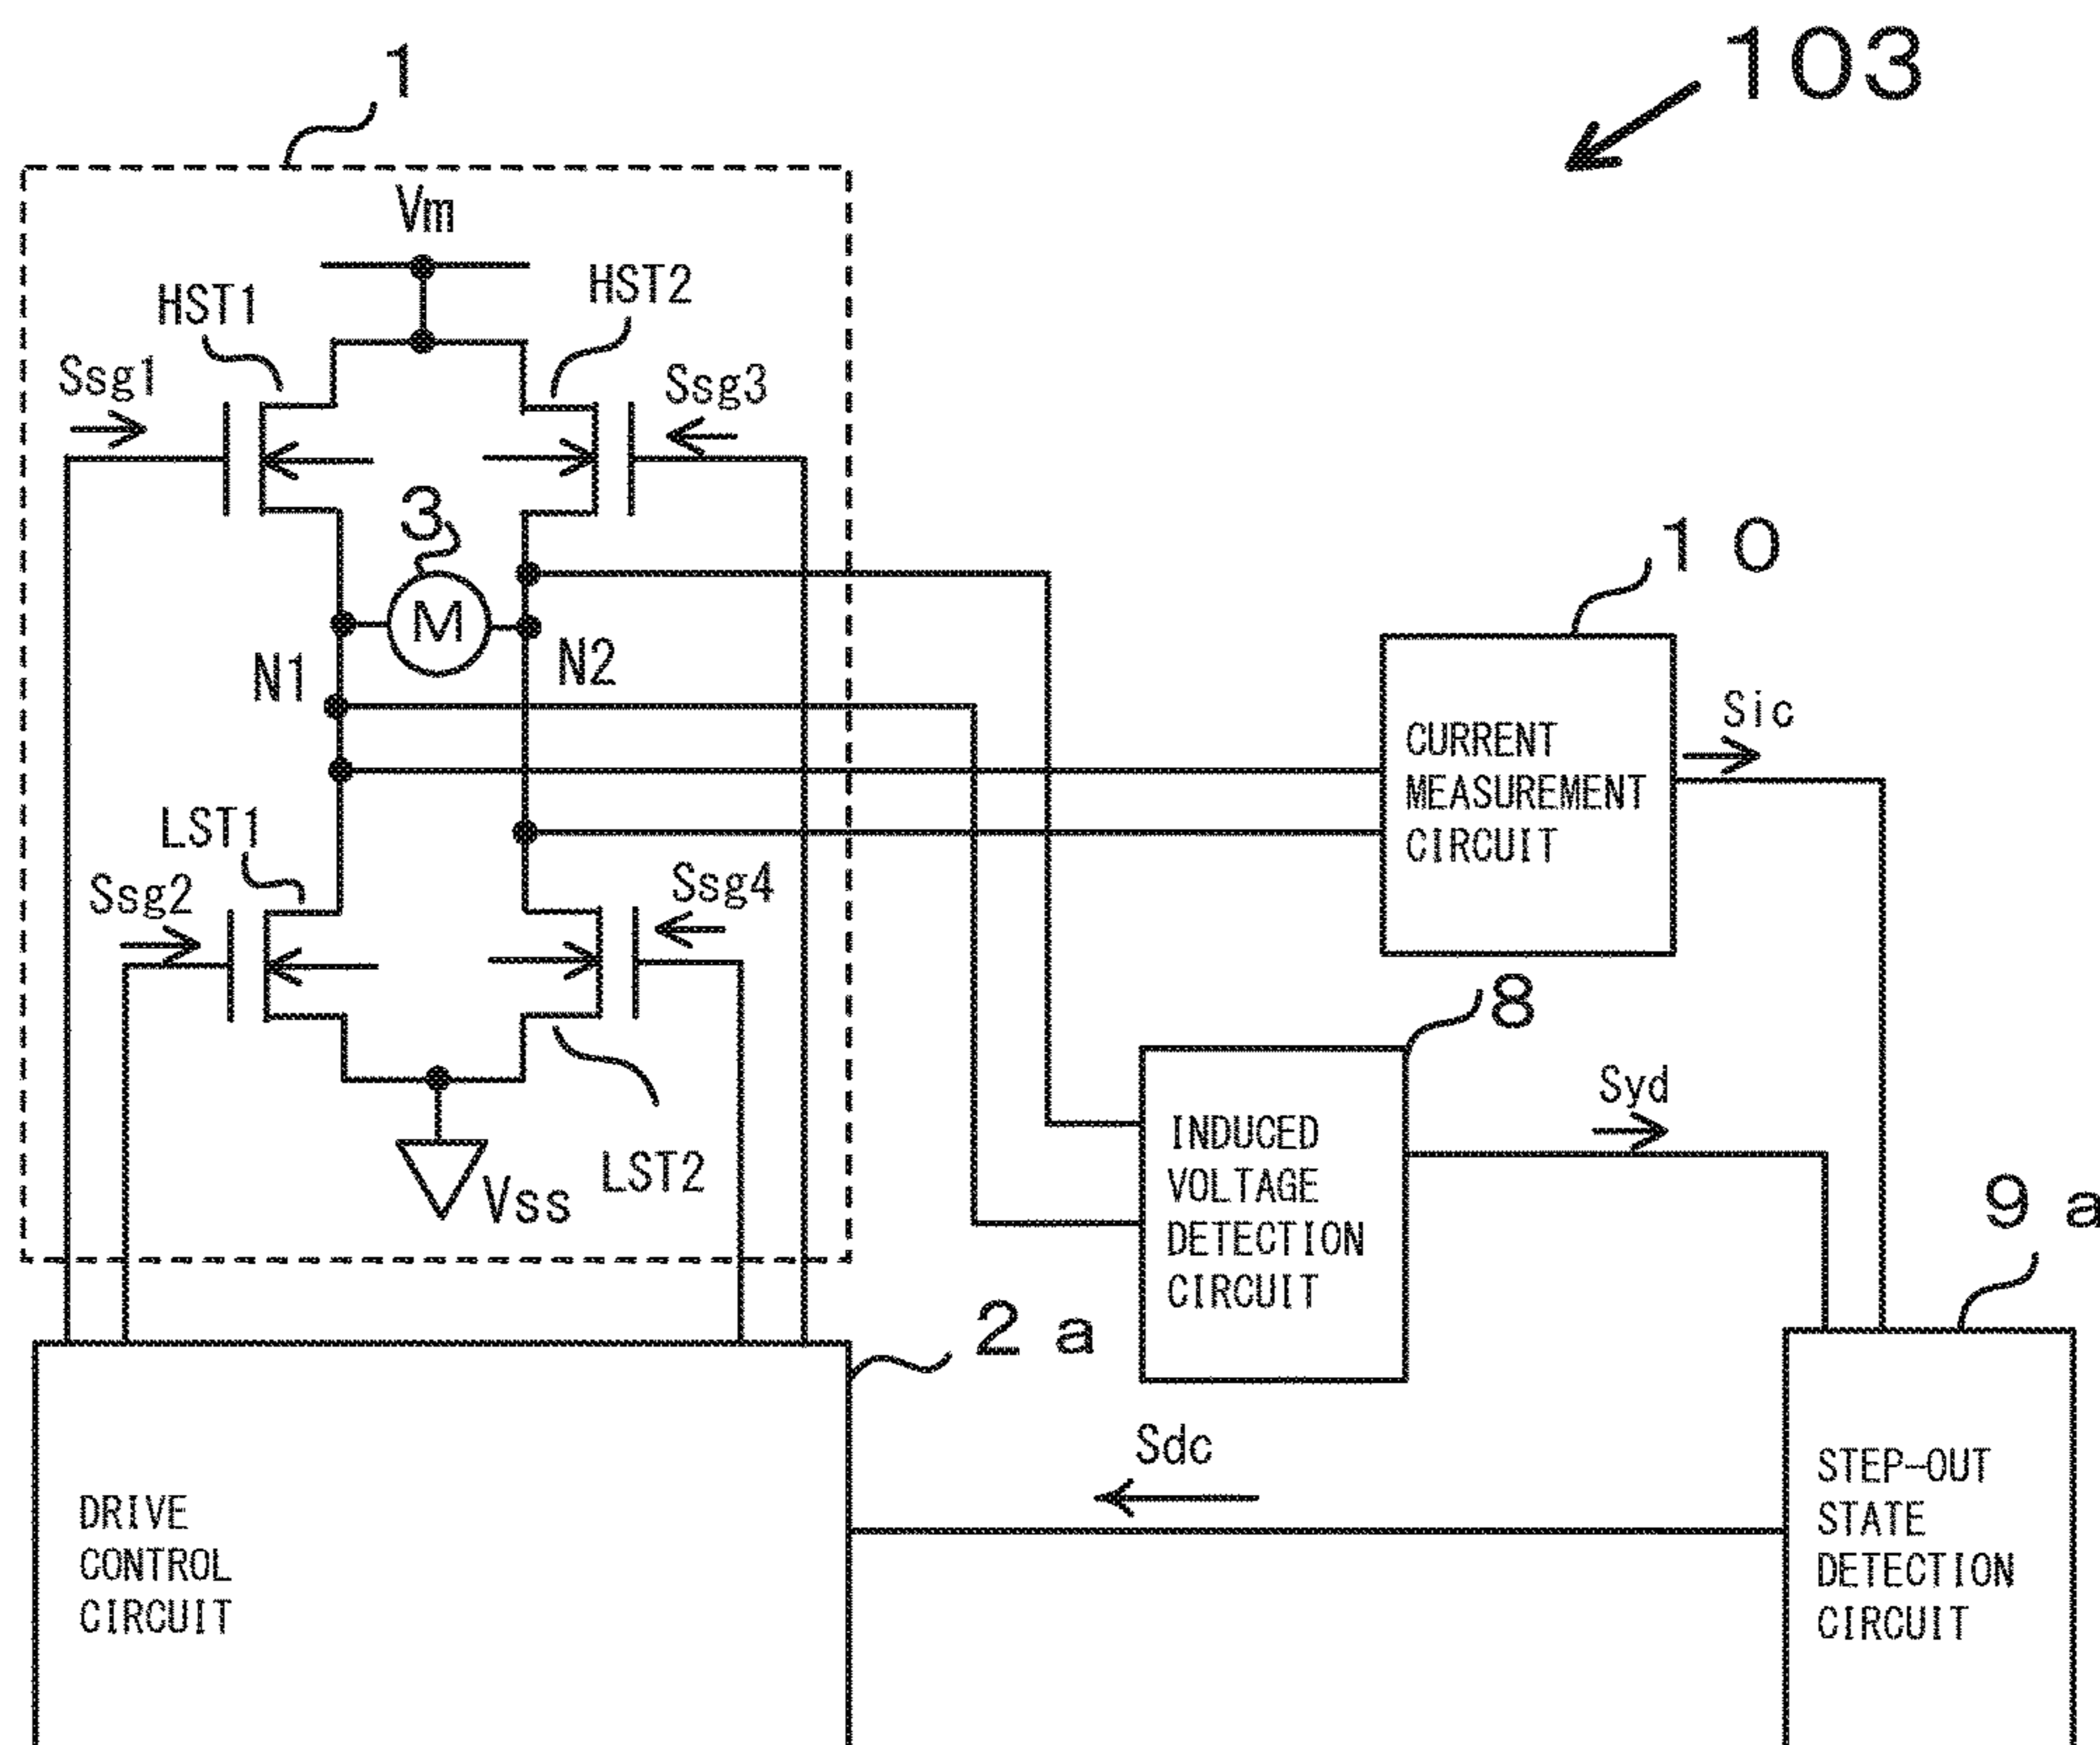 1
103
Vm
HST1
HST2
Ssg1
Ssg3
3
M
N1
N2
10
CURRENT
MEASUREMENT
CIRCUIT
Sic
LST1
Ssg2
Ssg4
8
Syd
INDUCED
VOLTAGE
DETECTION
CIRCUIT
LST2
Vss
9a
2a
Sdc
DRIVE
CONTROL
CIRCUIT
STEP-OUT
STATE
DETECTION
CIRCUIT